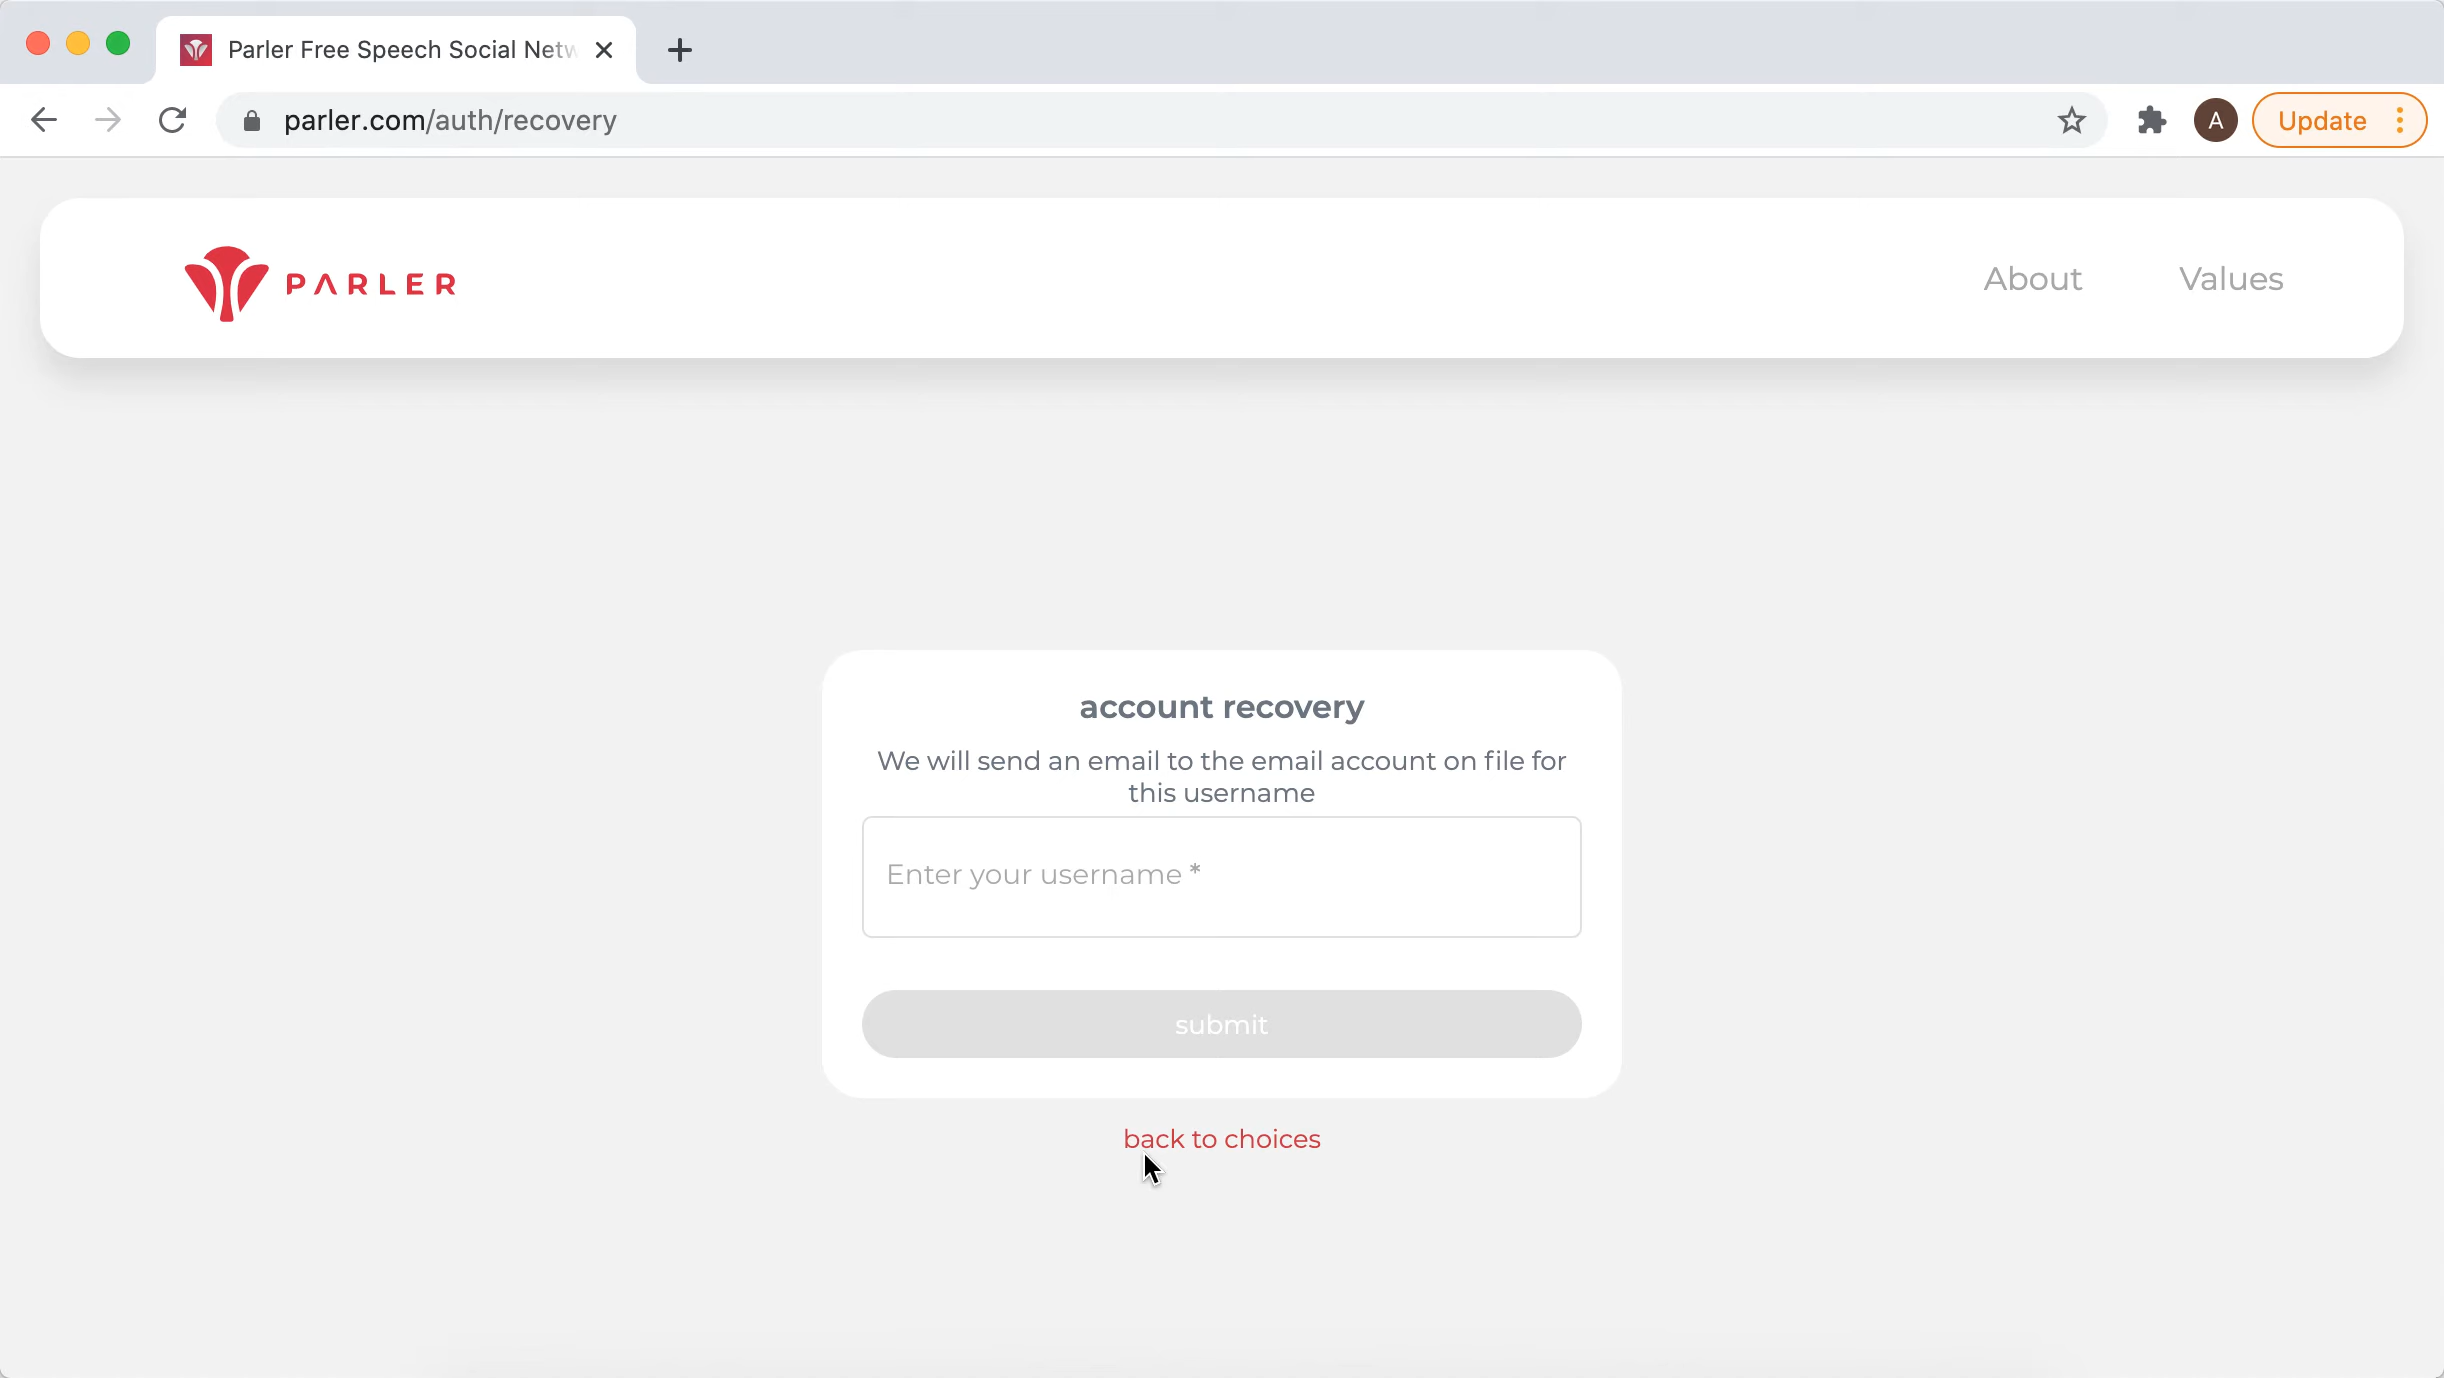 Parler Free Speech Social Netw
parler.com/auth/recovery
A
Update
PARLER
About
Values
account recovery
We will send an email to the email account on file for
this username
Enter your username *
submit
back to choices